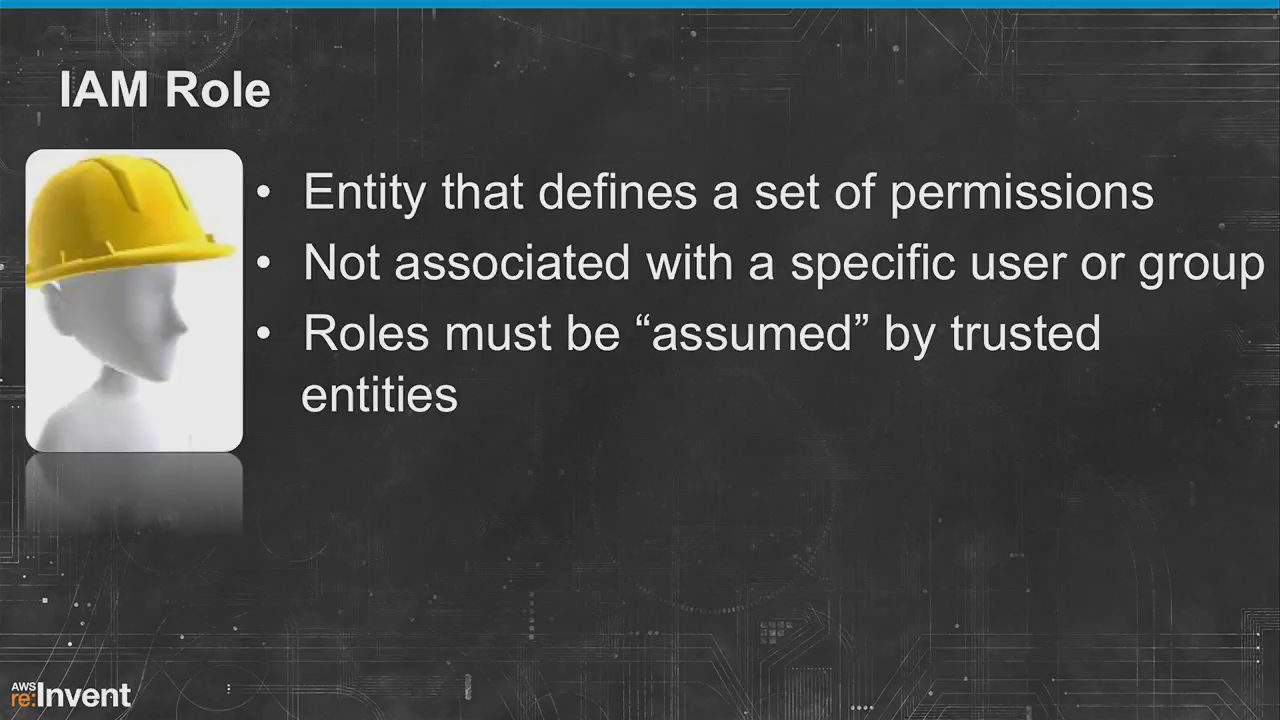 IAM Role
• Entity that defines a set of permissions
• Not associated with a specific user or group
• Roles must be “assumed” by trusted
entities
AWS
re:Invent